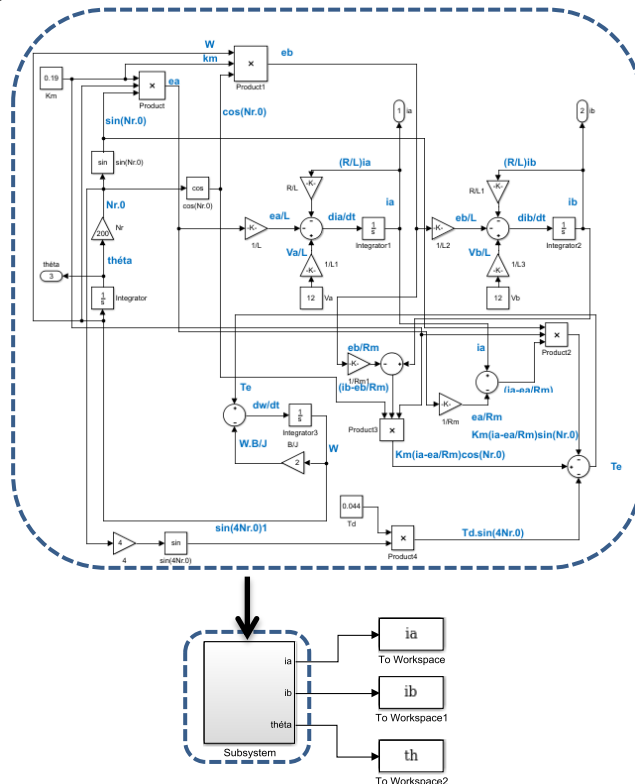 W
km
eb
0.19
Km
×
Product
ea
×
Product1
sin(Nr.0)
cos(Nr.0)
1
ia
2
ib
sin
sin(Nr.0)
cos
cos(Nr.0)
(R/L)ia
R/L
-K-
(R/L)ib
R/L1
-K-
Nr.0
200
Nr
ia
ib
ea/L
-K-
1/L
dia/dt
1/s
Integrator1
eb/L
-K-
1/L2
dib/dt
1/s
Integrator2
théta
théta
3
Va/L
-K-
1/L1
Vb/L
-K-
1/L3
1/s
Integrator
12
Va
12
Vb
×
Product2
eb/Rm
-K-
1/Rm1
ia
(ib-eb/Rm)
(ia-ea/Rm)
Te
-K-
1/Rm
ea/Rm
dw/dt
1/s
Integrator3
Product3
×
Km(ia-ea/Rm)sin(Nr.0)
W.B/J
B/J
2
W
Km(ia-ea/Rm)cos(Nr.0)
Te
0.044
Td
sin(4Nr.0)1
4
4
sin
sin(4Nr.0)
×
Product4
Td.sin(4Nr.0)
ia
ib
théta
Subsystem
ia
To Workspace
ib
To Workspace1
th
To Workspace2